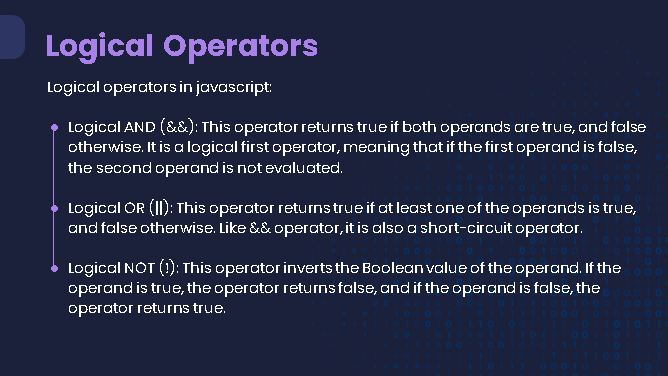 Logical Operators
Logical operators in javascript:
Logical AND (&&): This operator returns true if both operands are true, and false
otherwise. It is a logical first operator, meaning that if the first operand is false,
the second operand is not evaluated.
Logical OR (||): This operator returns true if at least one of the operands is true,
and false otherwise. Like && operator, it is also a short-circuit operator.
Logical NOT (!): This operator inverts the Boolean value of the operand. If the
operand is true, the operator returns false, and if the operand is false, the
operator returns true.